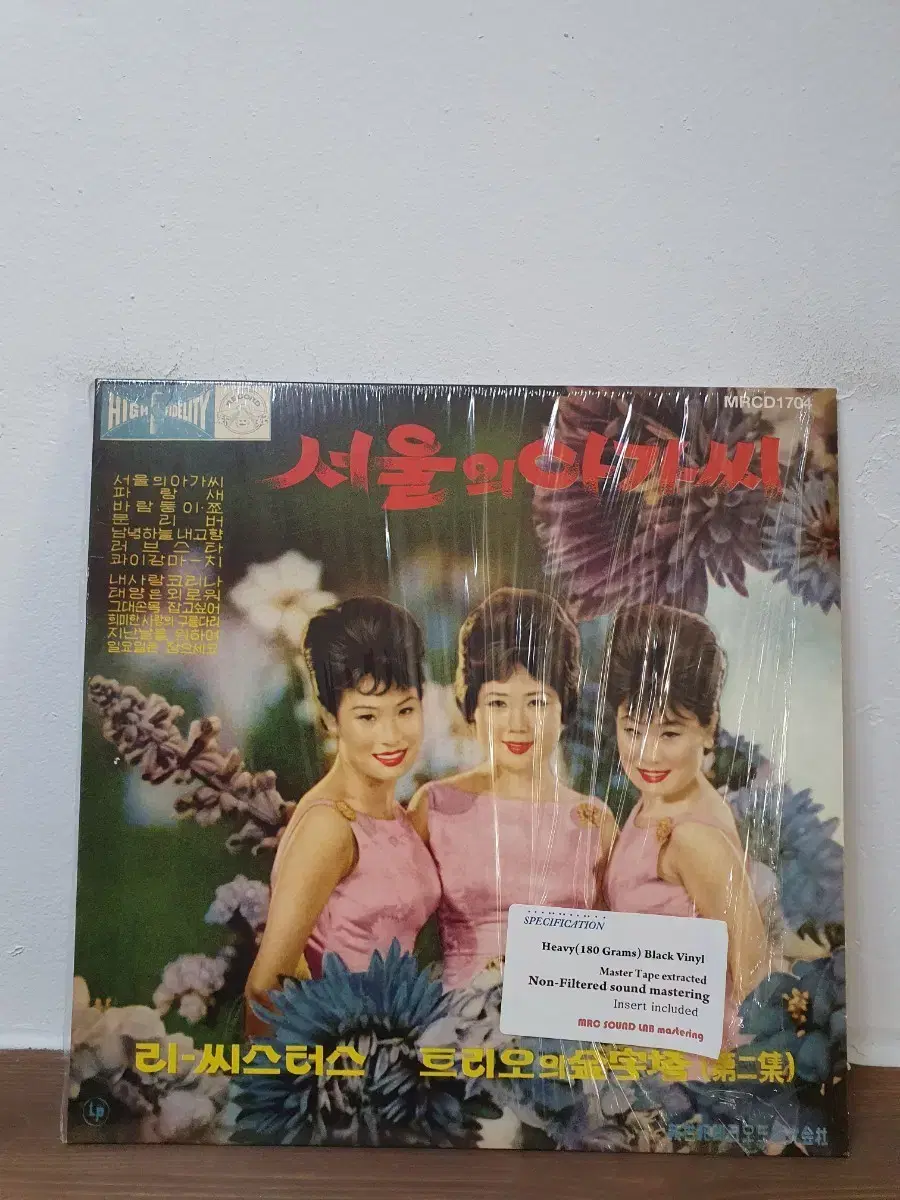 HIGH FIDELITY
MRCD1704
서울의 아가씨
서울의아가씨
파랑새
바람둥이쪼
문리버
남녘하늘 내고향
러브스타
콰이강마-치
내사랑코리나
태양은 외로워
그대손목 잡고싶어
희미한 사랑의 구름다리
지난날을 위하여
일요일은 참으세요
SPECIFICATION
Heavy(180 Grams) Black Vinyl
Master Tape extracted
Non-Filtered sound mastering
Insert included
MRC SOUND LAB mastering
리-씨스터스 트리오의金字塔(第二集)
Lp